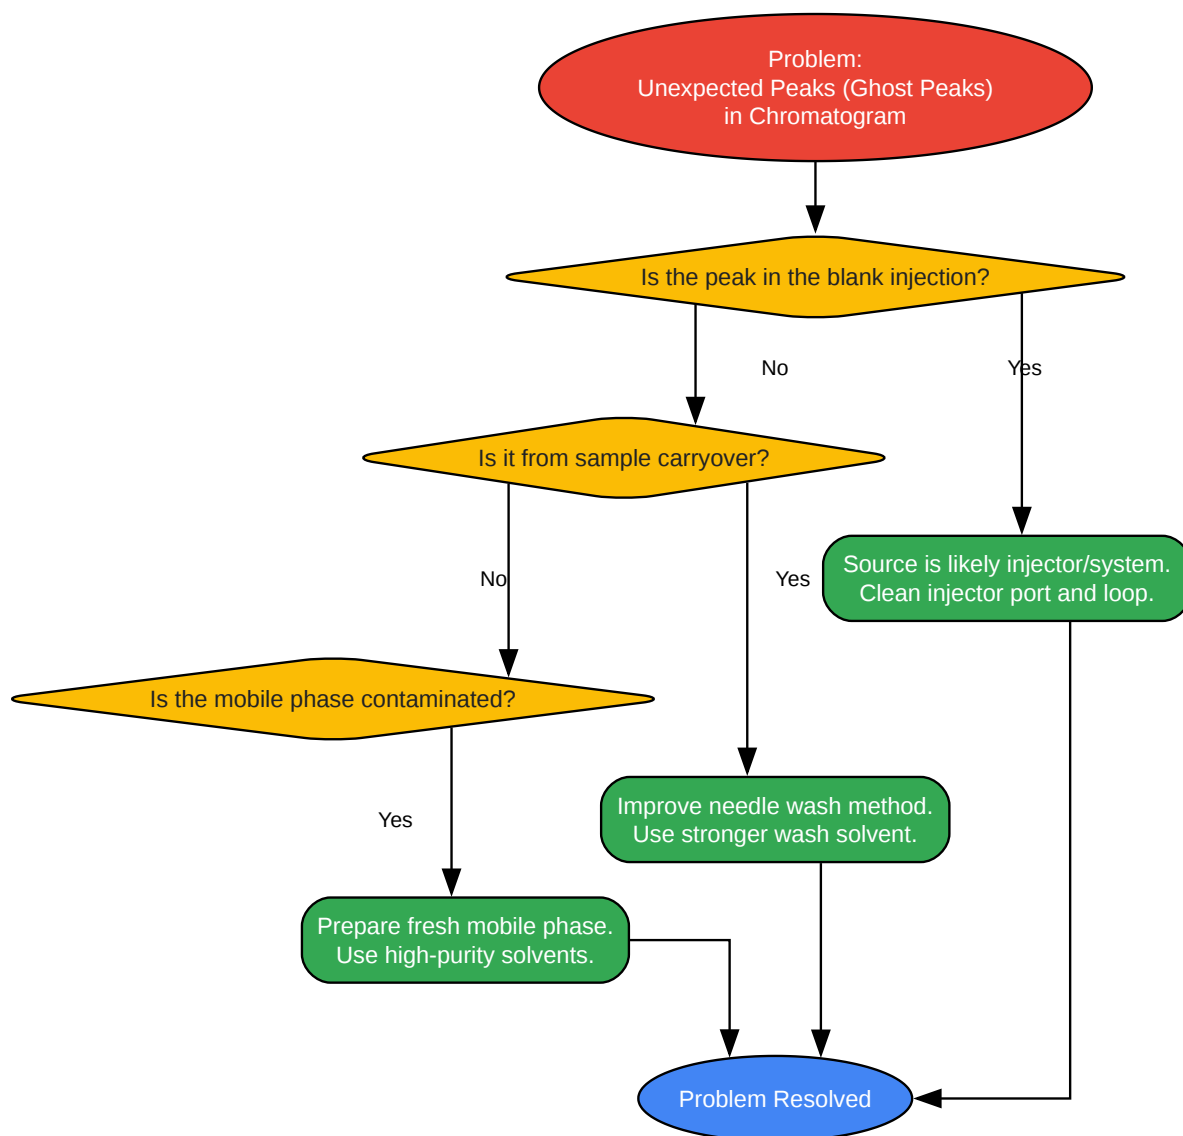 Problem:
Unexpected Peaks (Ghost Peaks)
in Chromatogram
Is the peak in the blank injection?
No
Yes
Is it from sample carryover?
Source is likely injector/system.
Clean injector port and loop.
No
Yes
Is the mobile phase contaminated?
Improve needle wash method.
Use stronger wash solvent.
Yes
Prepare fresh mobile phase.
Use high-purity solvents.
Problem Resolved